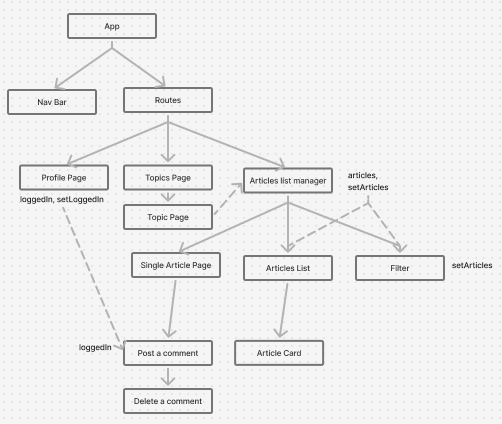 App
Nav Bar
Routes
Profile Page
Topics Page
Articles list manager
articles,
setArticles
loggedIn, setLoggedIn
Topic Page
Single Article Page
Articles List
Filter
setArticles
loggedIn
Post a comment
Article Card
Delete a comment